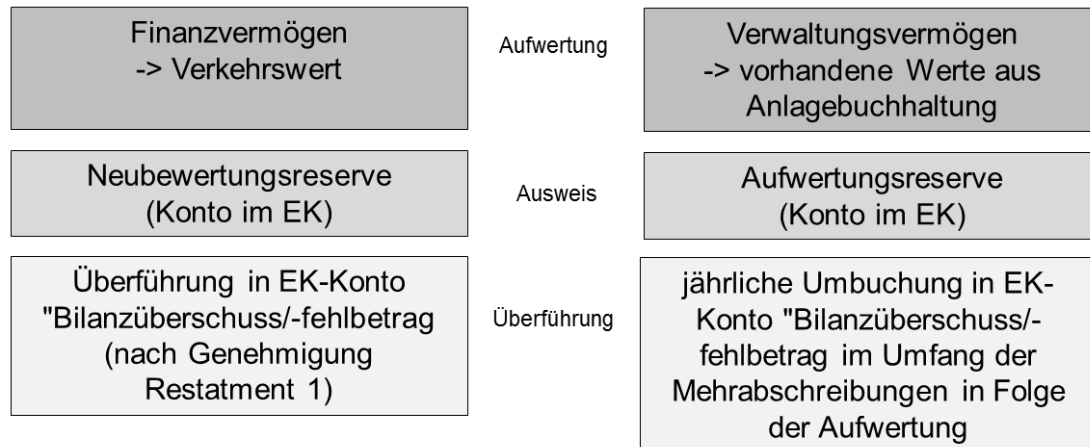 Finanzvermögen
-> Verkehrswert
Aufwertung
Verwaltungsvermögen
-> vorhandene Werte aus
Anlagebuchhaltung
Neubewertungsreserve
(Konto im EK)
Ausweis
Aufwertungsreserve
(Konto im EK)
Überführung in EK-Konto
"Bilanzüberschuss/-fehlbetrag
(nach Genehmigung
Restatment 1)
Überführung
jährliche Umbuchung in EK-
Konto "Bilanzüberschuss/-
fehlbetrag im Umfang der
Mehrabschreibungen in Folge
der Aufwertung